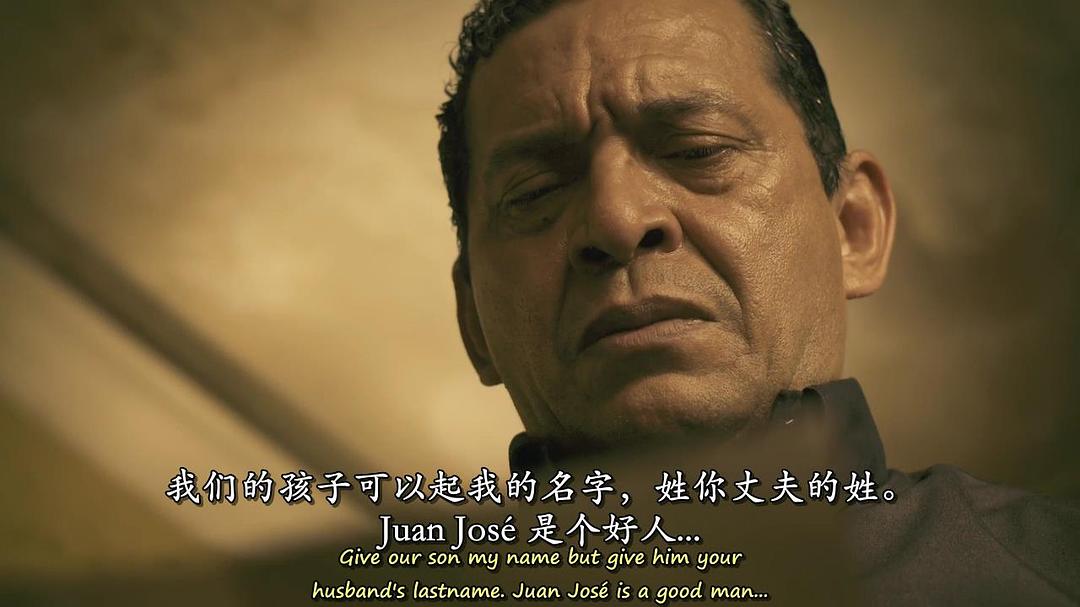 我们的孩子可以起我的名字，姓你丈夫的姓。
Juan José 是个好人...
Give our son my name but give him your
husband's lastname. Juan José is a good man...